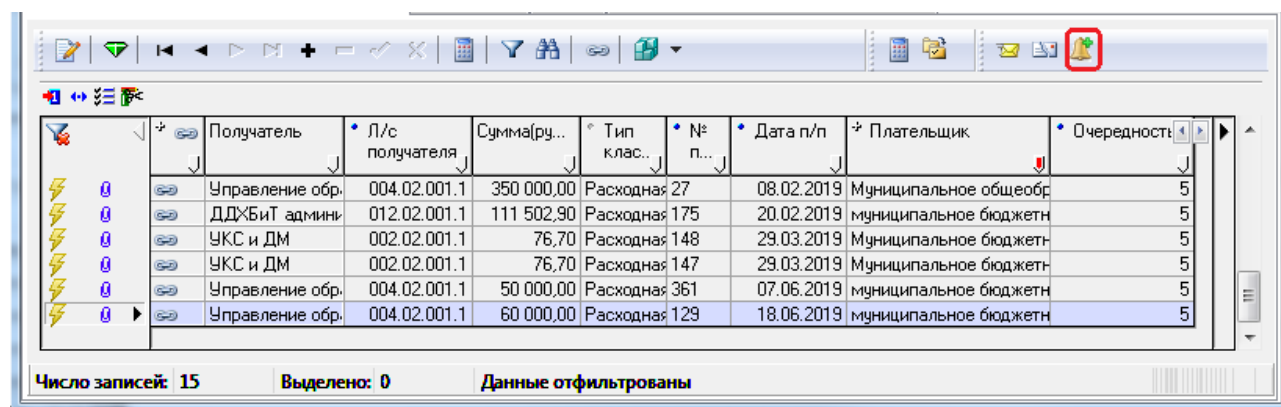 Получатель Л/с получателя Сумма(ру... Тип клас... № п... Дата п/п Плательщик Очередность
Управление обр 004.02.001.1 350 000,00 Расходная 27 08.02.2019 Муниципальное общеобр 5
ДДХБиТ админи 012.02.001.1 111 502,90 Расходная 175 20.02.2019 муниципальное бюджетн 5
УКС и ДМ 002.02.001.1 76,70 Расходная 148 29.03.2019 Муниципальное бюджетн 5
УКС и ДМ 002.02.001.1 76,70 Расходная 147 29.03.2019 Муниципальное бюджетн 5
Управление обр 004.02.001.1 50 000,00 Расходная 361 07.06.2019 муниципальное бюджетн 5
Управление обр 004.02.001.1 60 000,00 Расходная 129 18.06.2019 муниципальное бюджетн 5
Число записей: 15 Выделено: 0 Данные отфильтрованы